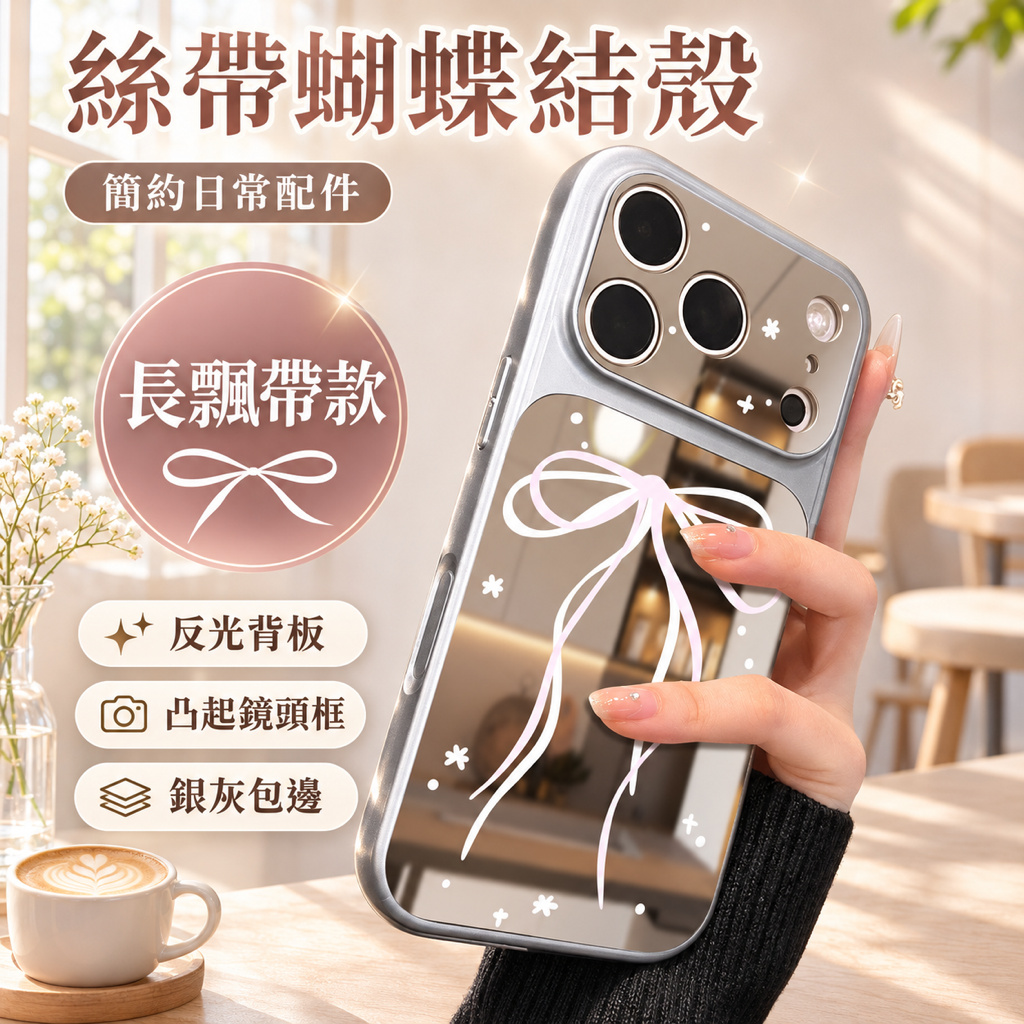 絲帶蝴蝶結殼
簡約日常配件
長飄帶款
反光背板
凸起鏡頭框
銀灰包邊